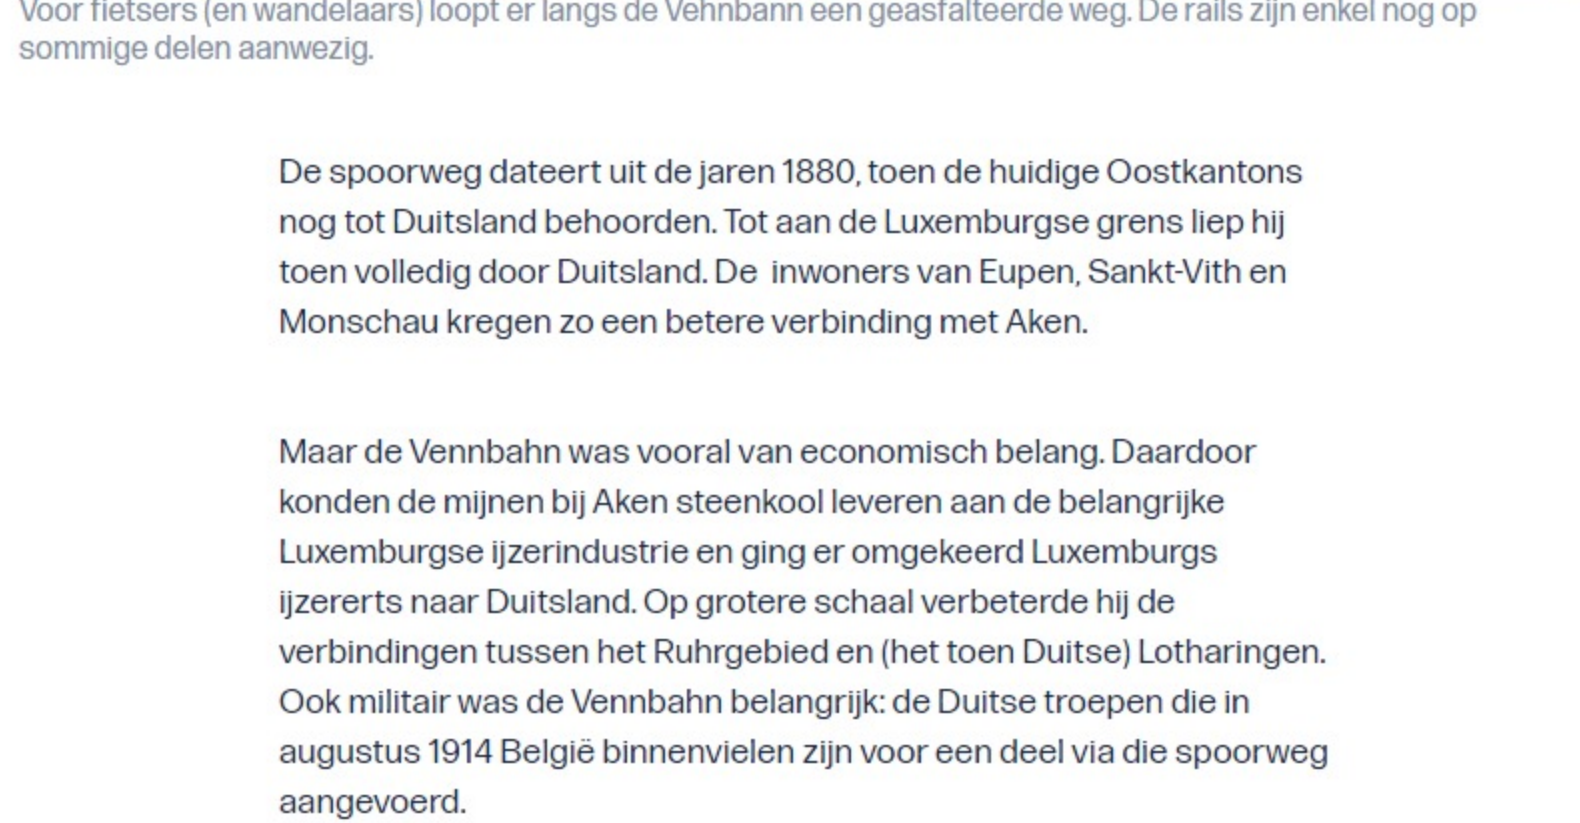 Voor fietsers (en wandelaars) loopt er langs de Vehnbann een geasfalteerde weg. De rails zijn enkel nog op
sommige delen aanwezig.
De spoorweg dateert uit de jaren 1880, toen de huidige Oostkantons
nog tot Duitsland behoorden. Tot aan de Luxemburgse grens liep hij
toen volledig door Duitsland. De  inwoners van Eupen, Sankt-Vith en
Monschau kregen zo een betere verbinding met Aken.
Maar de Vennbahn was vooral van economisch belang. Daardoor
konden de mijnen bij Aken steenkool leveren aan de belangrijke
Luxemburgse ijzerindustrie en ging er omgekeerd Luxemburgs
ijzererts naar Duitsland. Op grotere schaal verbeterde hij de
verbindingen tussen het Ruhrgebied en (het toen Duitse) Lotharingen.
Ook militair was de Vennbahn belangrijk: de Duitse troepen die in
augustus 1914 België binnenvielen zijn voor een deel via die spoorweg
aangevoerd.